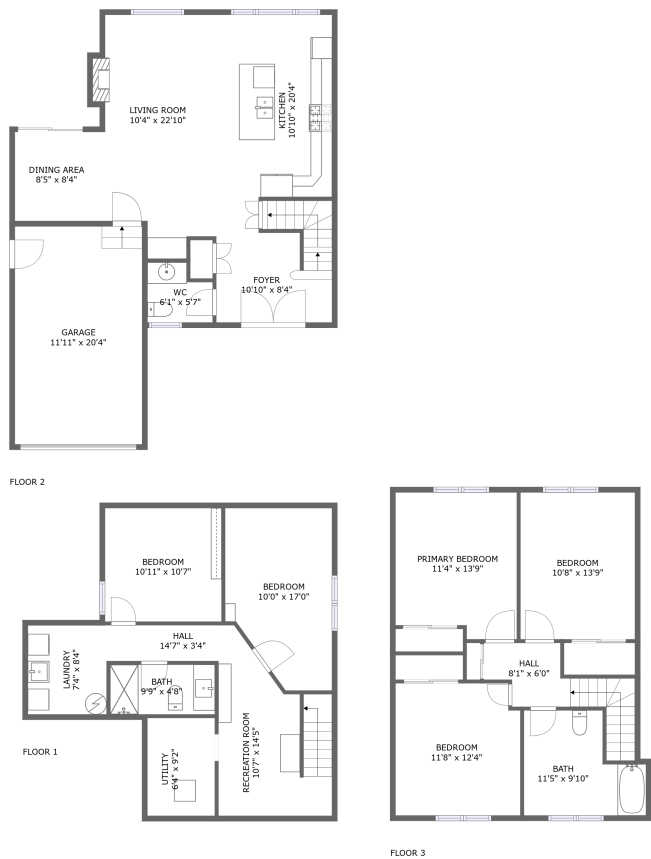 LIVING ROOM
10'4" x 22'10"
KITCHEN
10'10" x 20'4"
DINING AREA
8'5" x 8'4"
WC
6'1" x 5'7"
FOYER
10'10" x 8'4"
GARAGE
11'11" x 20'4"
FLOOR 2
BEDROOM
10'11" x 10'7"
BEDROOM
10'0" x 17'0"
HALL
14'7" x 3'4"
LAUNDRY
7'4" x 8'4"
BATH
9'9" x 4'8"
UTILITY
6'4" x 9'2"
RECREATION ROOM
10'7" x 14'5"
FLOOR 1
PRIMARY BEDROOM
11'4" x 13'9"
BEDROOM
10'8" x 13'9"
HALL
8'1" x 6'0"
BEDROOM
11'8" x 12'4"
BATH
11'5" x 9'10"
FLOOR 3